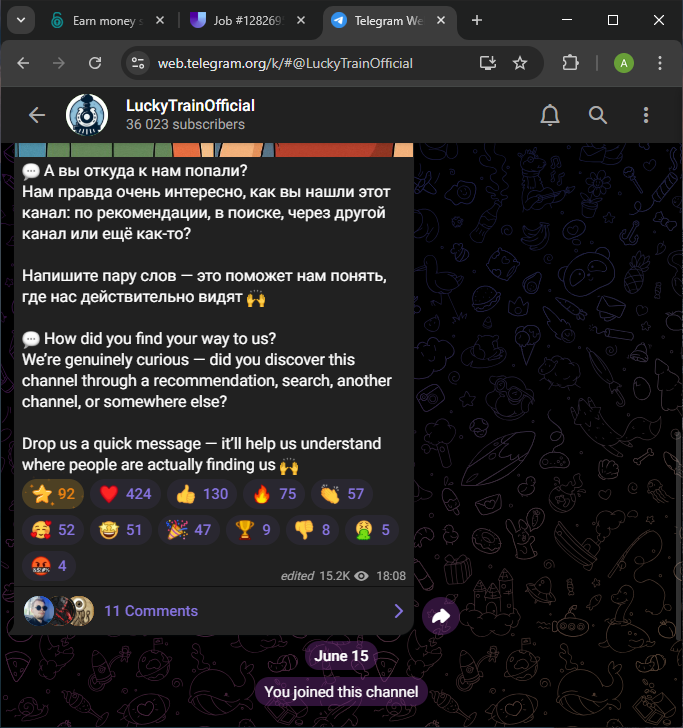 Earn money s
Job #128269
Telegram We
web.telegram.org/k/#@LuckyTrainOfficial
A
LuckyTrainOfficial
36 023 subscribers
💬 А вы откуда к нам попали?
Нам правда очень интересно, как вы нашли этот
канал: по рекомендации, в поиске, через другой
канал или ещё как-то?
Напишите пару слов — это поможет нам понять,
где нас действительно видят 🙌
💬 How did you find your way to us?
We're genuinely curious — did you discover this
channel through a recommendation, search, another
channel, or somewhere else?
Drop us a quick message — it'll help us understand
where people are actually finding us 🙌
⭐ 92 ❤️ 424 👍 130 🔥 75 👏 57
🥰 52 🤩 51 🎉 47 🏆 9 👎 8 🤮 5
🤬 4
edited 15.2K 18:08
11 Comments
June 15
You joined this channel